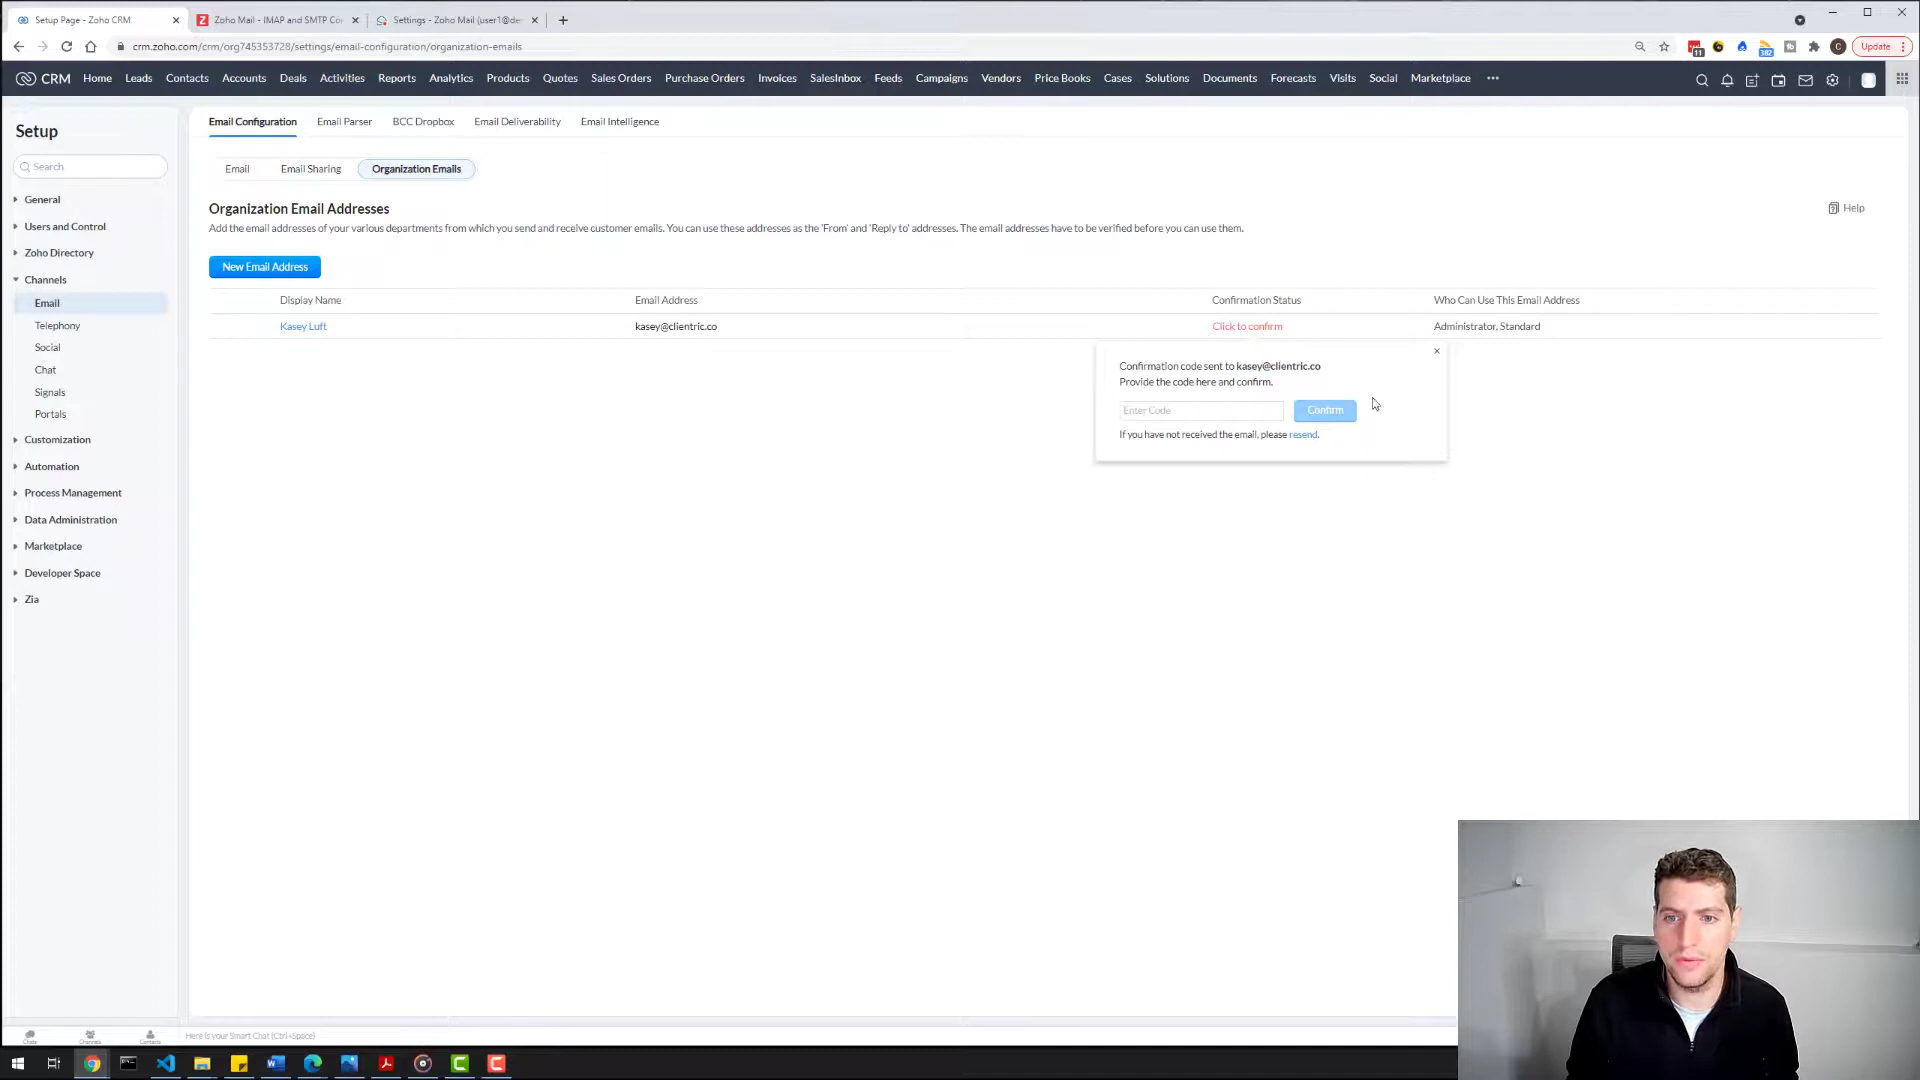 Setup Page - Zoho CRM
Zoho Mail - IMAP and SMTP Co
Settings - Zoho Mail (user1@de
crm.zoho.com/crm/org745353728/settings/email-configuration/organization-emails
11
382
C
Update
CRM Home Leads Contacts Accounts Deals Activities Reports Analytics Products Quotes Sales Orders Purchase Orders Invoices SalesInbox Feeds Campaigns Vendors Price Books Cases Solutions Documents Forecasts Visits Social Marketplace
Setup
Search
General
Users and Control
Zoho Directory
Channels
Email
Telephony
Social
Chat
Signals
Portals
Customization
Automation
Process Management
Data Administration
Marketplace
Developer Space
Zia
Email Configuration Email Parser BCC Dropbox Email Deliverability Email Intelligence
Email Email Sharing Organization Emails
Organization Email Addresses
Help
Add the email addresses of your various departments from which you send and receive customer emails. You can use these addresses as the 'From' and 'Reply to' addresses. The email addresses have to be verified before you can use them.
New Email Address
Display Name Email Address Confirmation Status Who Can Use This Email Address
Kasey Luft kasey@clientric.co Click to confirm Administrator, Standard
Confirmation code sent to kasey@clientric.co
Provide the code here and confirm.
Enter Code Confirm
If you have not received the email, please resend.
Chats Channels Contacts
Here is your Smart Chat (Ctrl+Space)